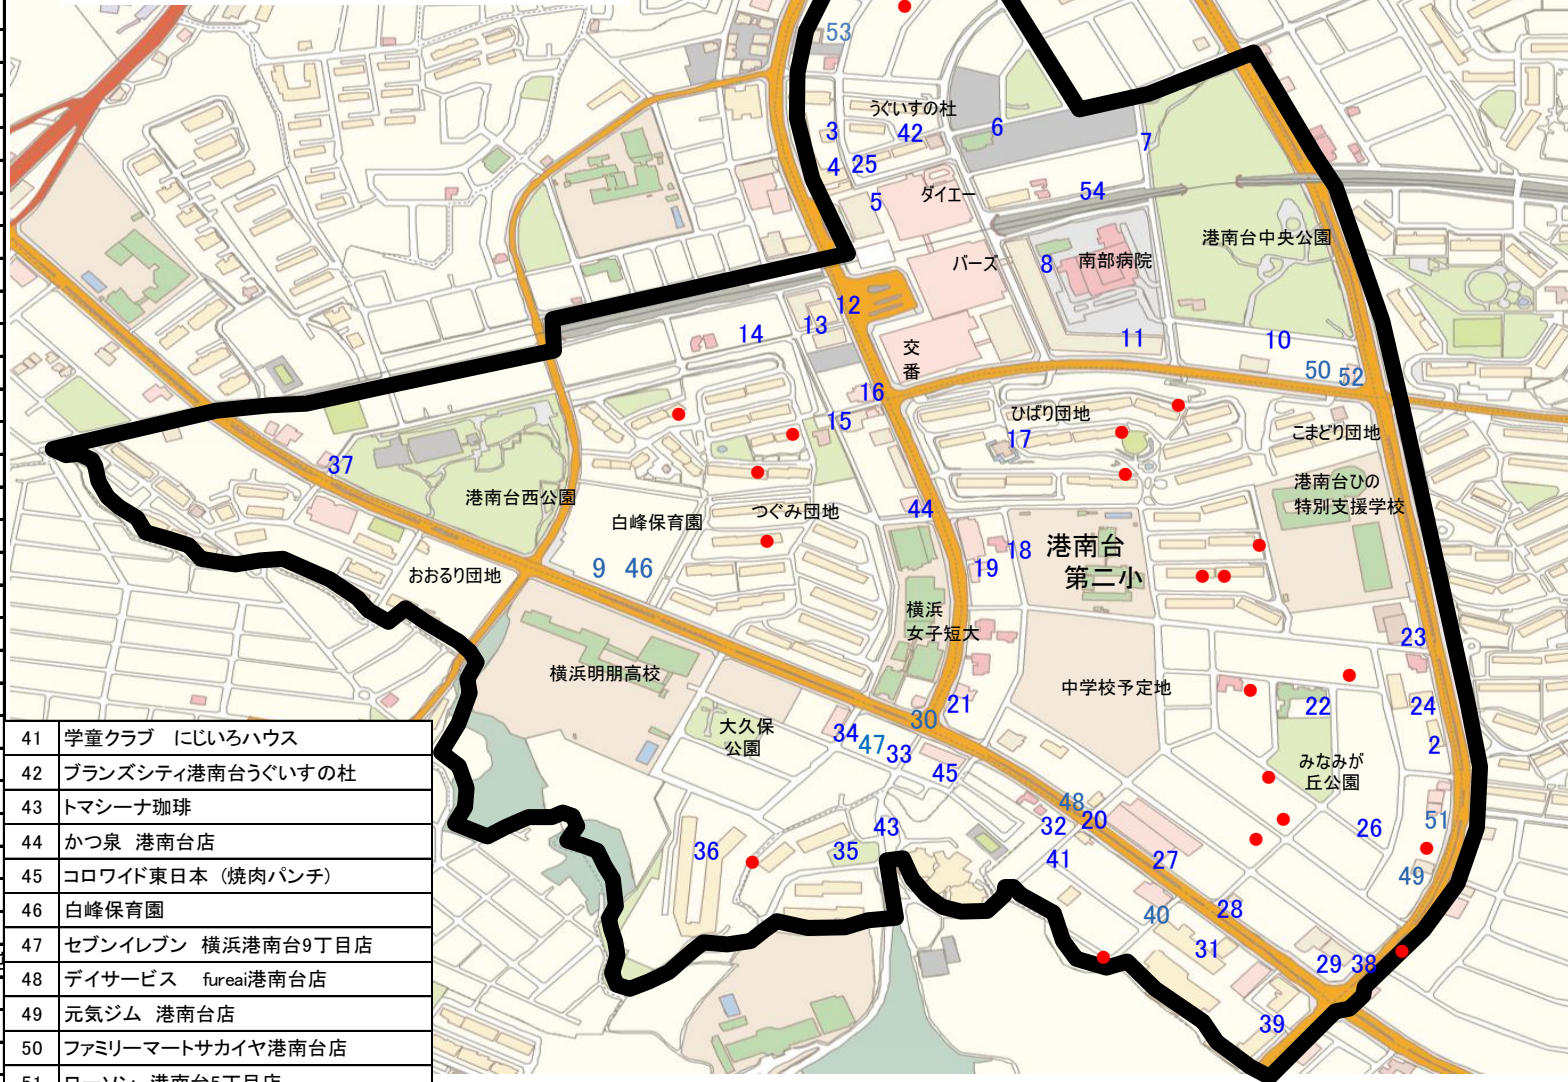 53
うぐいすの杜
3
42
6
7
4
25
ダイエー
54
5
港南台中央公園
バーズ
8
南部病院
12
13
14
11
10
交
番
50
52
16
15
ひばり団地
17
こまどり団地
37
港南台西公園
港南台ひの
特別支援学校
44
白峰保育園
つぐみ団地
9
46
おおるり団地
18
19
港南台
第二小
横浜
女子短大
23
横浜明朋高校
中学校予定地
21
22
24
30
34
47
33
大久保
公園
2
45
みなみが
丘公園
48
20
32
43
41
36
35
26
51
27
49
40
28
31
29
38
39
41 学童クラブ にじいろハウス
42 ブランズシティ港南台うぐいすの杜
43 トマシーナ珈琲
44 かつ泉 港南台店
45 コロワイド東日本 (焼肉パンチ)
46 白峰保育園
47 セブンイレブン 横浜港南台9丁目店
48 デイサービス fureai港南台店
49 元気ジム 港南台店
50 ファミリーマートサカイヤ港南台店
51 ローソン 港南台5丁目店